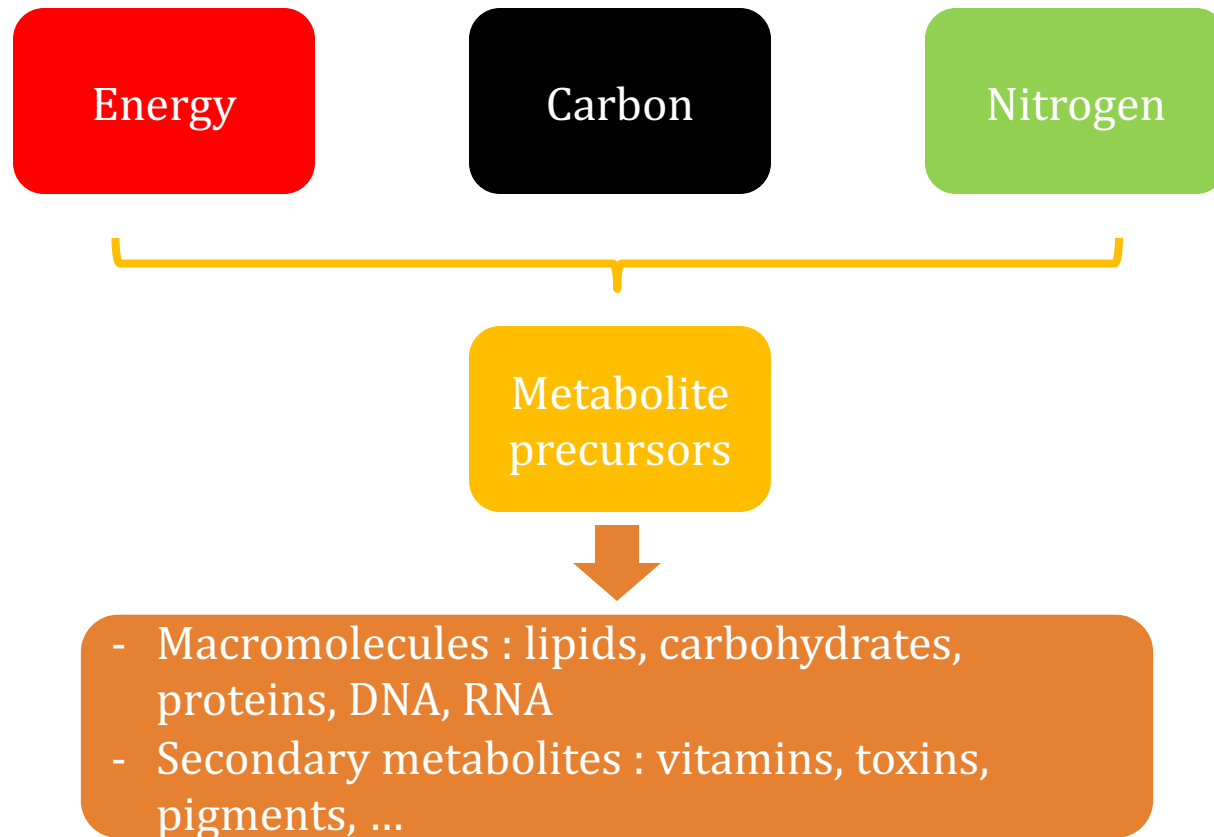 Energy
Carbon
Nitrogen
Metabolite
precursors
- Macromolecules : lipids, carbohydrates,
proteins, DNA, RNA
- Secondary metabolites : vitamins, toxins,
pigments, ...